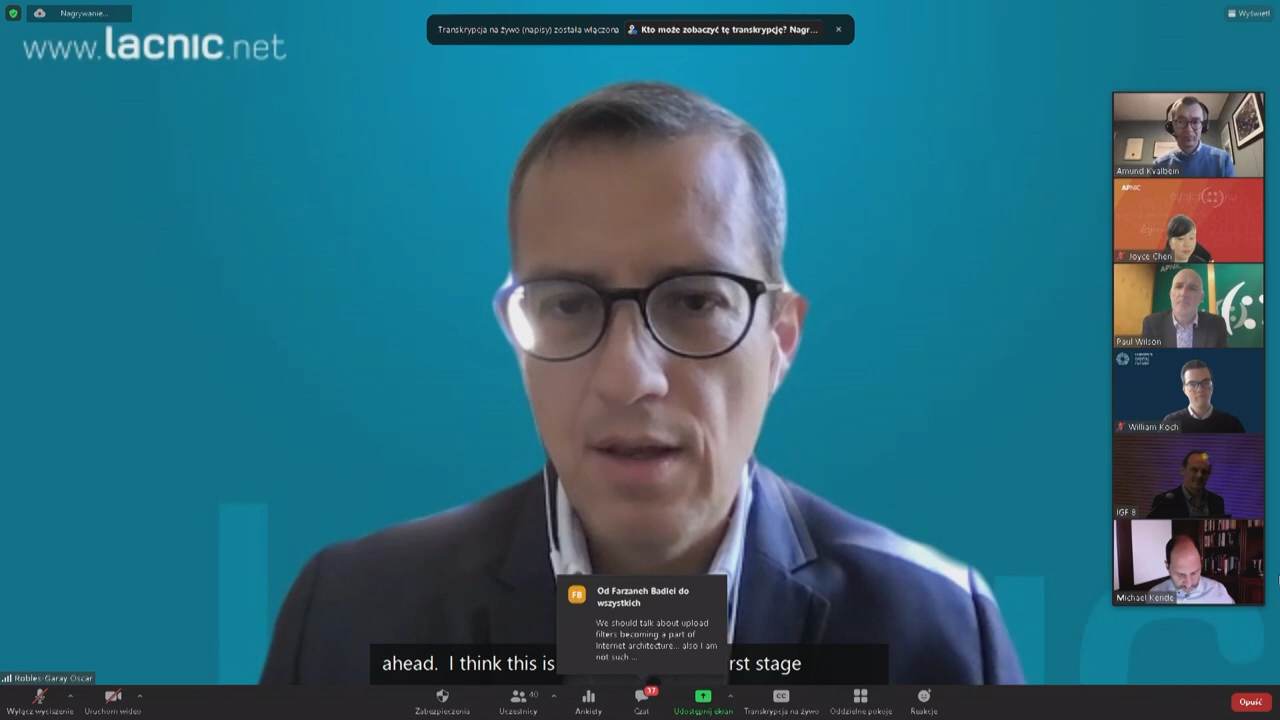 Nagrywanie...
Transkrypcja na żywo (napisy) została włączona
Kto może zobaczyć tę transkrypcję? Nagr...
Wyświetl
www.lacnic.net
Amund Kvalbein
APNIC
Joyce Chen
APNIC
Paul Wilson
William Koch
IGF 8
Michael Kende
FB
Od Farzaneh Badiei do
wszystkich
We should talk about upload
filters becoming a part of
Internet architecture... also I am
not such ...
ahead. I think this is
rst stage
Robles-Garay Oscar
Wyłącz wyciszenie
Uruchom wideo
Zabezpieczenia
40
Uczestnicy
Ankiety
17
Czat
Udostępnij ekran
CC
Transkrypcja na żywo
Oddzielne pokoje
Reakcje
Opuść